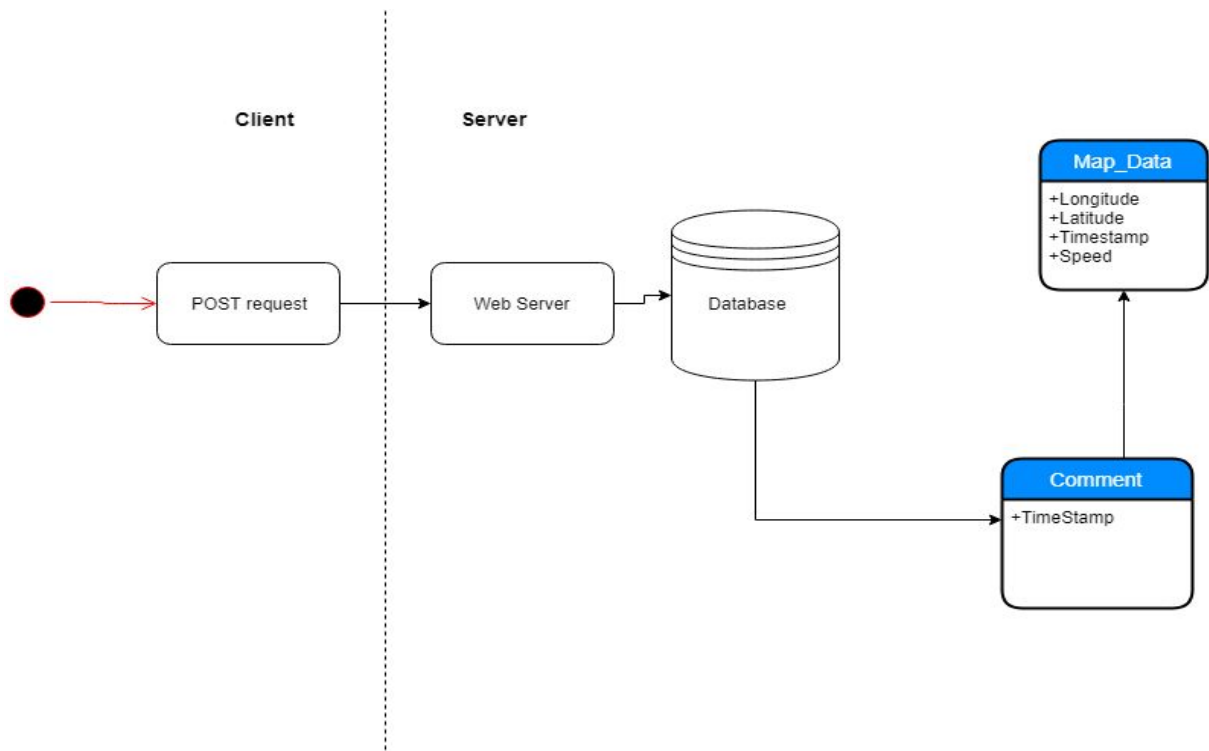 Client
Server
Map_Data
+Longitude
+Latitude
+Timestamp
+Speed
POST request
Web Server
Database
Comment
+TimeStamp